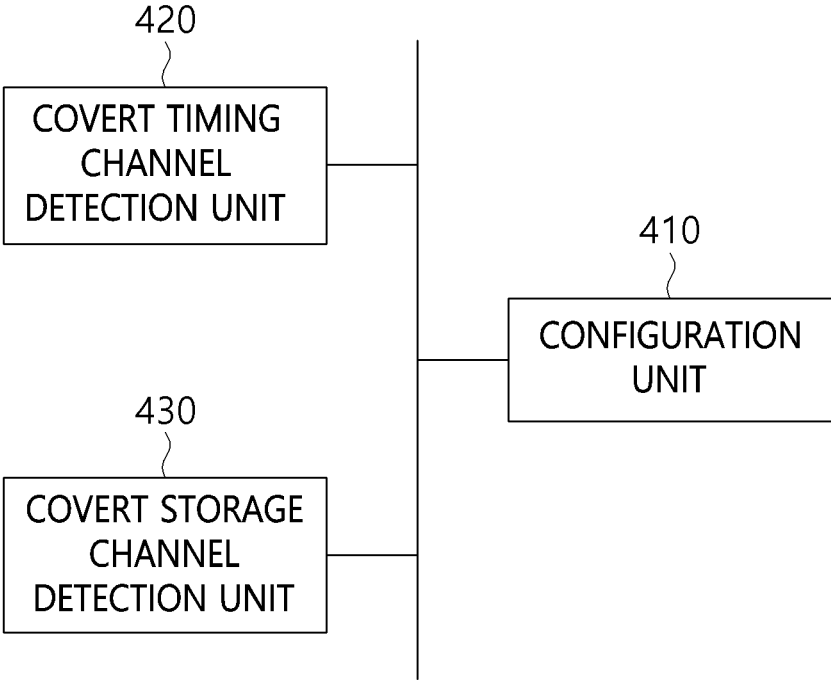 420
COVERT TIMING
CHANNEL
DETECTION UNIT
410
CONFIGURATION
UNIT
430
COVERT STORAGE
CHANNEL
DETECTION UNIT